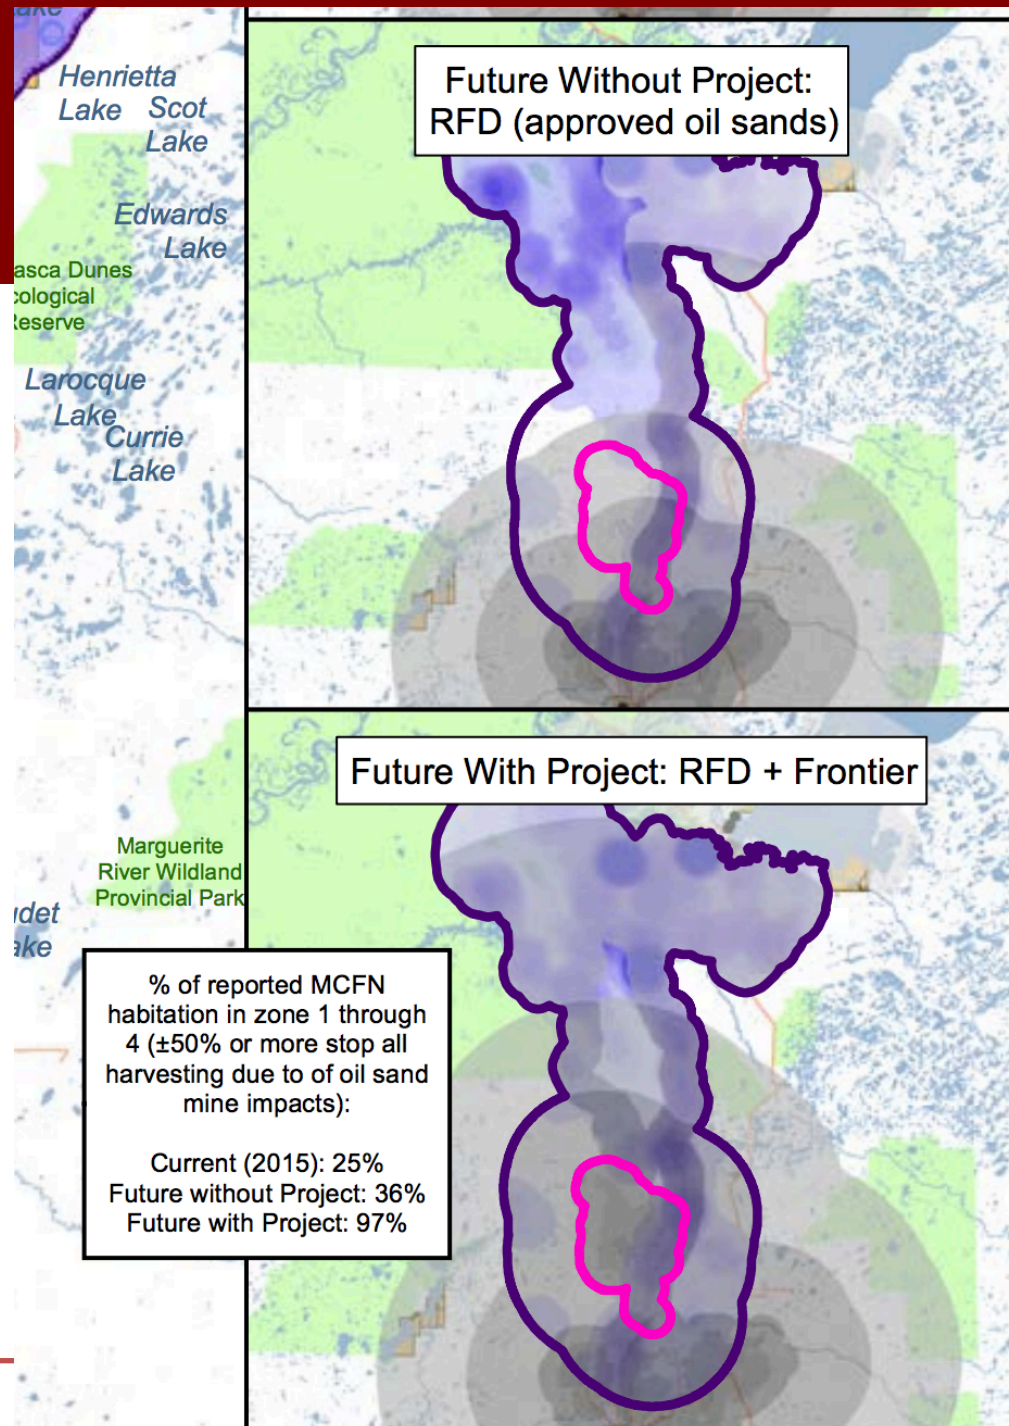 Lake
Henrietta
Lake
Scot
Lake
Edwards
Lake
asca Dunes
cological
Reserve
Larocque
Lake
Currie
Lake
Future Without Project:
RFD (approved oil sands)
Future With Project: RFD + Frontier
Marguerite
River Wildland
Provincial Park
udet
ake
% of reported MCFN
habitation in zone 1 through
4 (±50% or more stop all
harvesting due to of oil sand
mine impacts):
Current (2015): 25%
Future without Project: 36%
Future with Project: 97%